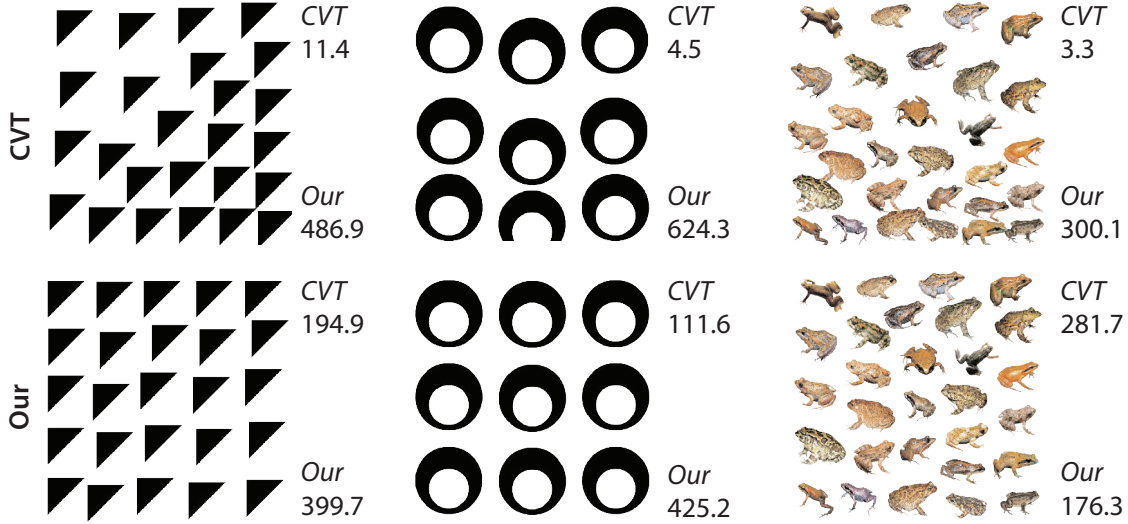 CVT
CVT
11.4
Our
486.9
CVT
4.5
Our
624.3
CVT
3.3
Our
300.1
Our
CVT
194.9
Our
399.7
CVT
111.6
Our
425.2
CVT
281.7
Our
176.3